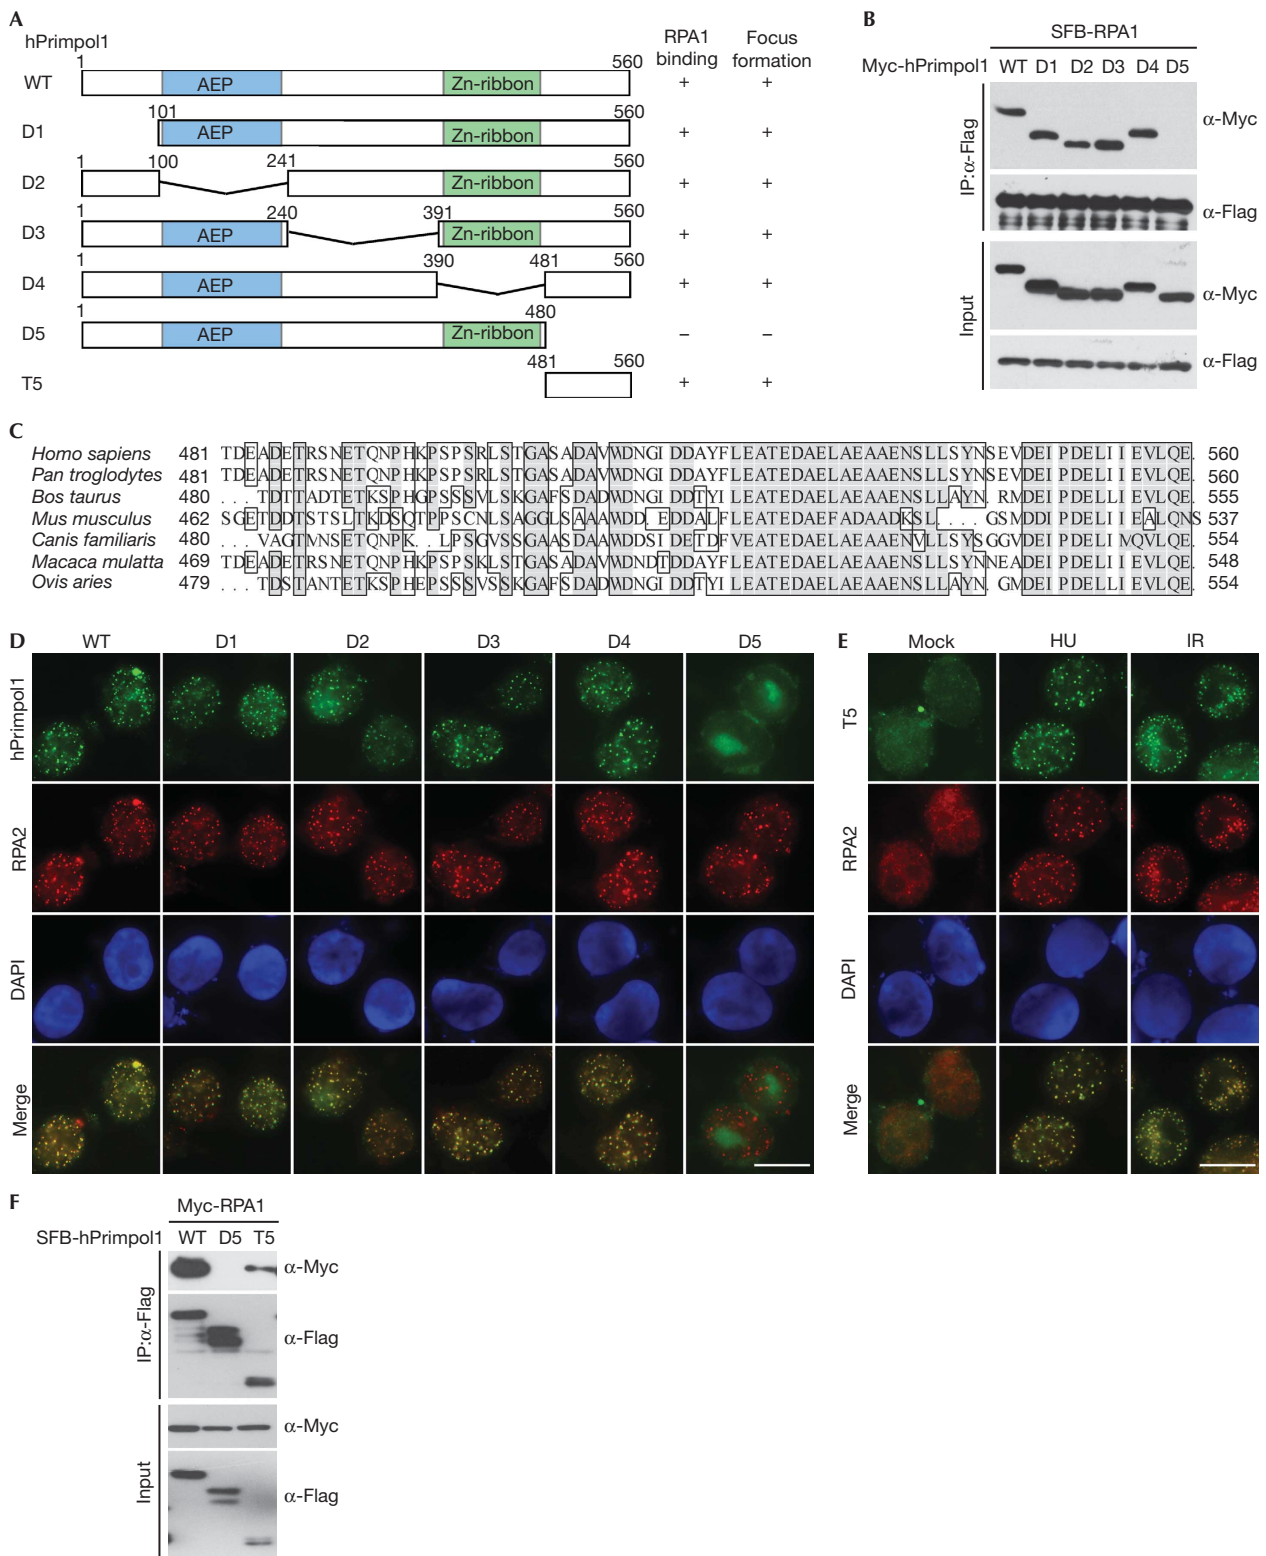 A
hPrimpol1
RPA1 binding
Focus formation
1 560
WT AEP Zn-ribbon + +
101 560
D1 AEP Zn-ribbon + +
1 100 241 560
D2 Zn-ribbon + +
1 240 391 560
D3 AEP Zn-ribbon + +
1 390 481 560
D4 AEP + +
1 480
D5 AEP Zn-ribbon – –
481 560
T5 + +
B
SFB-RPA1
Myc-hPrimpol1 WT D1 D2 D3 D4 D5
IP:α-Flag
α-Myc
α-Flag
Input
α-Myc
α-Flag
C
Homo sapiens 481 TDEADETRSNETQNPHKPSPSRLSTGASADAVWDNGIDDAYFLEATEDAELAEAAENSLLSYNSEVDEIPDELIIEVLQE. 560
Pan troglodytes 481 TDEADETRSNETQNPHKPSPSRLSTGASADAVWDNGIDDAYFLEATEDAELAEAAENSLLSYNSEVDEIPDELIIEVLQE. 560
Bos taurus 480 ...TDTTADTETKSPHGPSSSVLSKGAFSDADWDNGIDDTYILEATEDAELAEAAENSLLAYN.RMDEIPDELLIEVLQE. 555
Mus musculus 462 SGETDDTSTSLTKDSQTPPSCNLSAGGLSAAAWDD.EDDALFLEATEDAEFADAADKSL....GSMDDIPDELIIEALQNS 537
Canis familiaris 480 ...VAGTMNSETQNPK.LPSGVSSGAASDAAWDDSIDETDFVEATEDAELAEAAENVLLSYSGGVDEIPDELIMQVLQE. 554
Macaca mulatta 469 TDEADETRSNETQNPHKPSPSKLSTGASADAVWDNDTDDAYFLEATEDAELAEAAENSLLSYNNEADEIPDELIIEVLQE. 548
Ovis aries 479 ...TDSTANTETKSPHEPSSSVSSKGAFSDADWDNGIDDTYILEATEDAELAEAAENSLLAYN.GMDEIPDELLIEVLQE. 554
D
WT D1 D2 D3 D4 D5
hPrimpol1
RPA2
DAPI
Merge
E
Mock HU IR
T5
RPA2
DAPI
Merge
F
Myc-RPA1
SFB-hPrimpol1 WT D5 T5
IP:α-Flag
α-Myc
α-Flag
Input
α-Myc
α-Flag